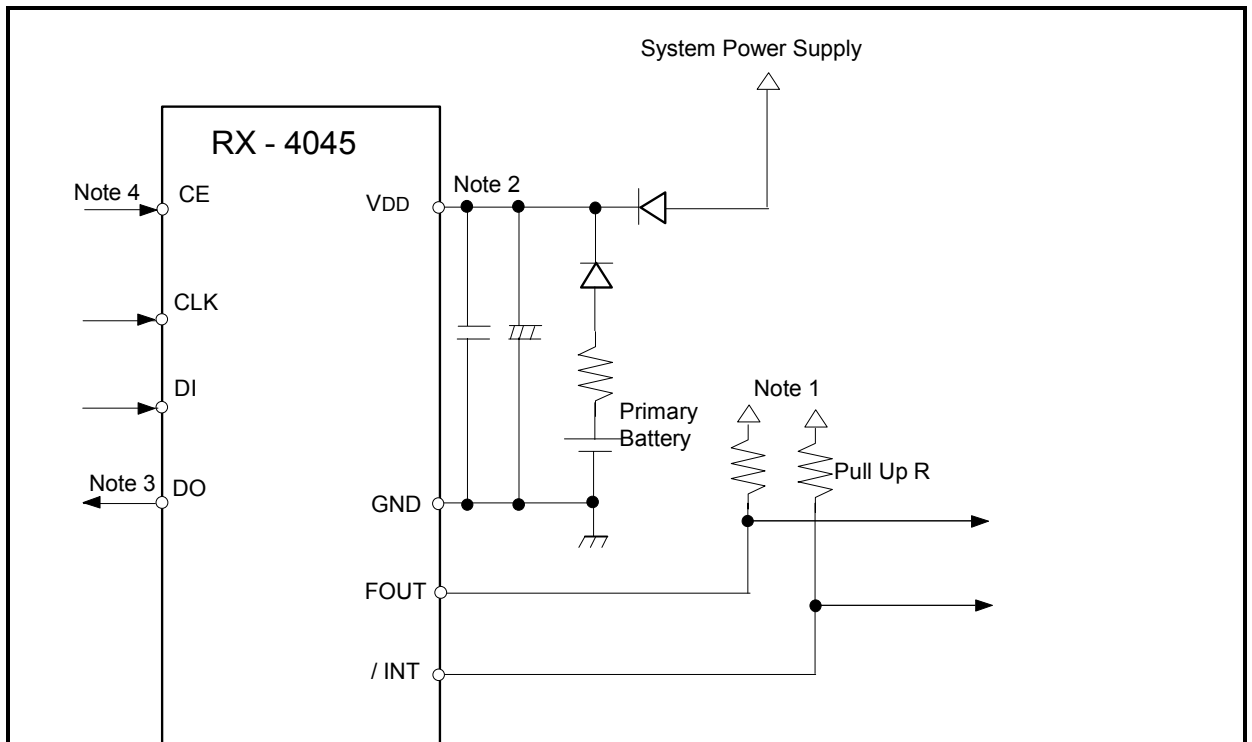 System Power Supply
RX - 4045
Note 4
CE
VDD
Note 2
CLK
DI
Note 1
Primary
Battery
Pull Up R
Note 3
DO
GND
FOUT
/ INT